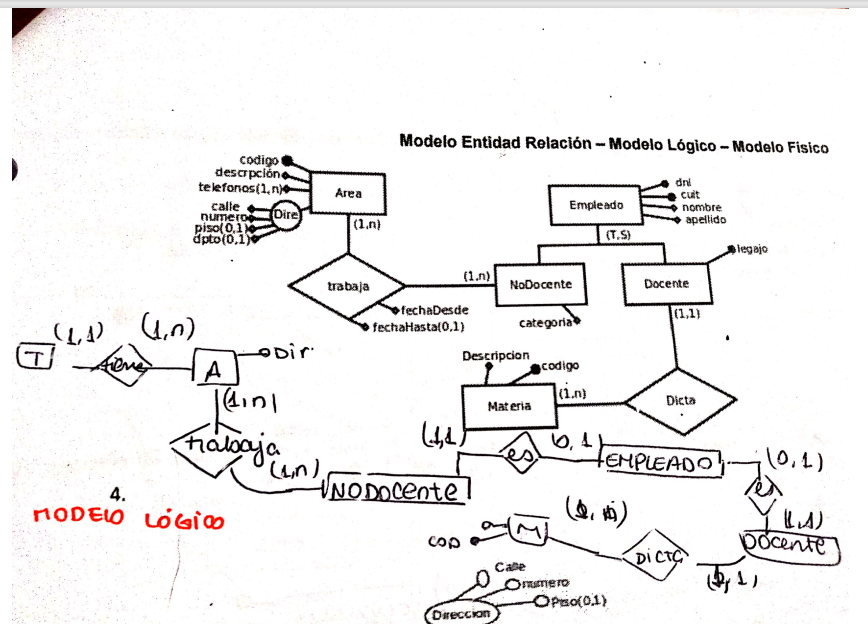 Modelo Entidad Relación – Modelo Lógico – Modelo Fisico
codigo
descrpción
telefonos(1,n)
calle
numero
piso(0,1)
dpto(0,1)
Dire
Area
(1,n)
trabaja
(1,n)
fechaDesde
fechaHasta(0,1)
Empleado
dni
cuit
nombre
apellido
(T,S)
NoDocente
categoria
Docente
legajo
(1,1)
Descripcion
codigo
Materia
(1,n)
Dicta
T
(1,1)
tiene
(1,n)
A
Dir
(1,n)
trabaja
(1,n)
NODOCente
(1,1)
es
0,1)
EMPLEADO
(0,1)
es
(1,1)
DOCente
4.
MODELO LÓGICO
COD
M
DICTa
,1)
Calle
numero
Piso(0,1)
Direccion